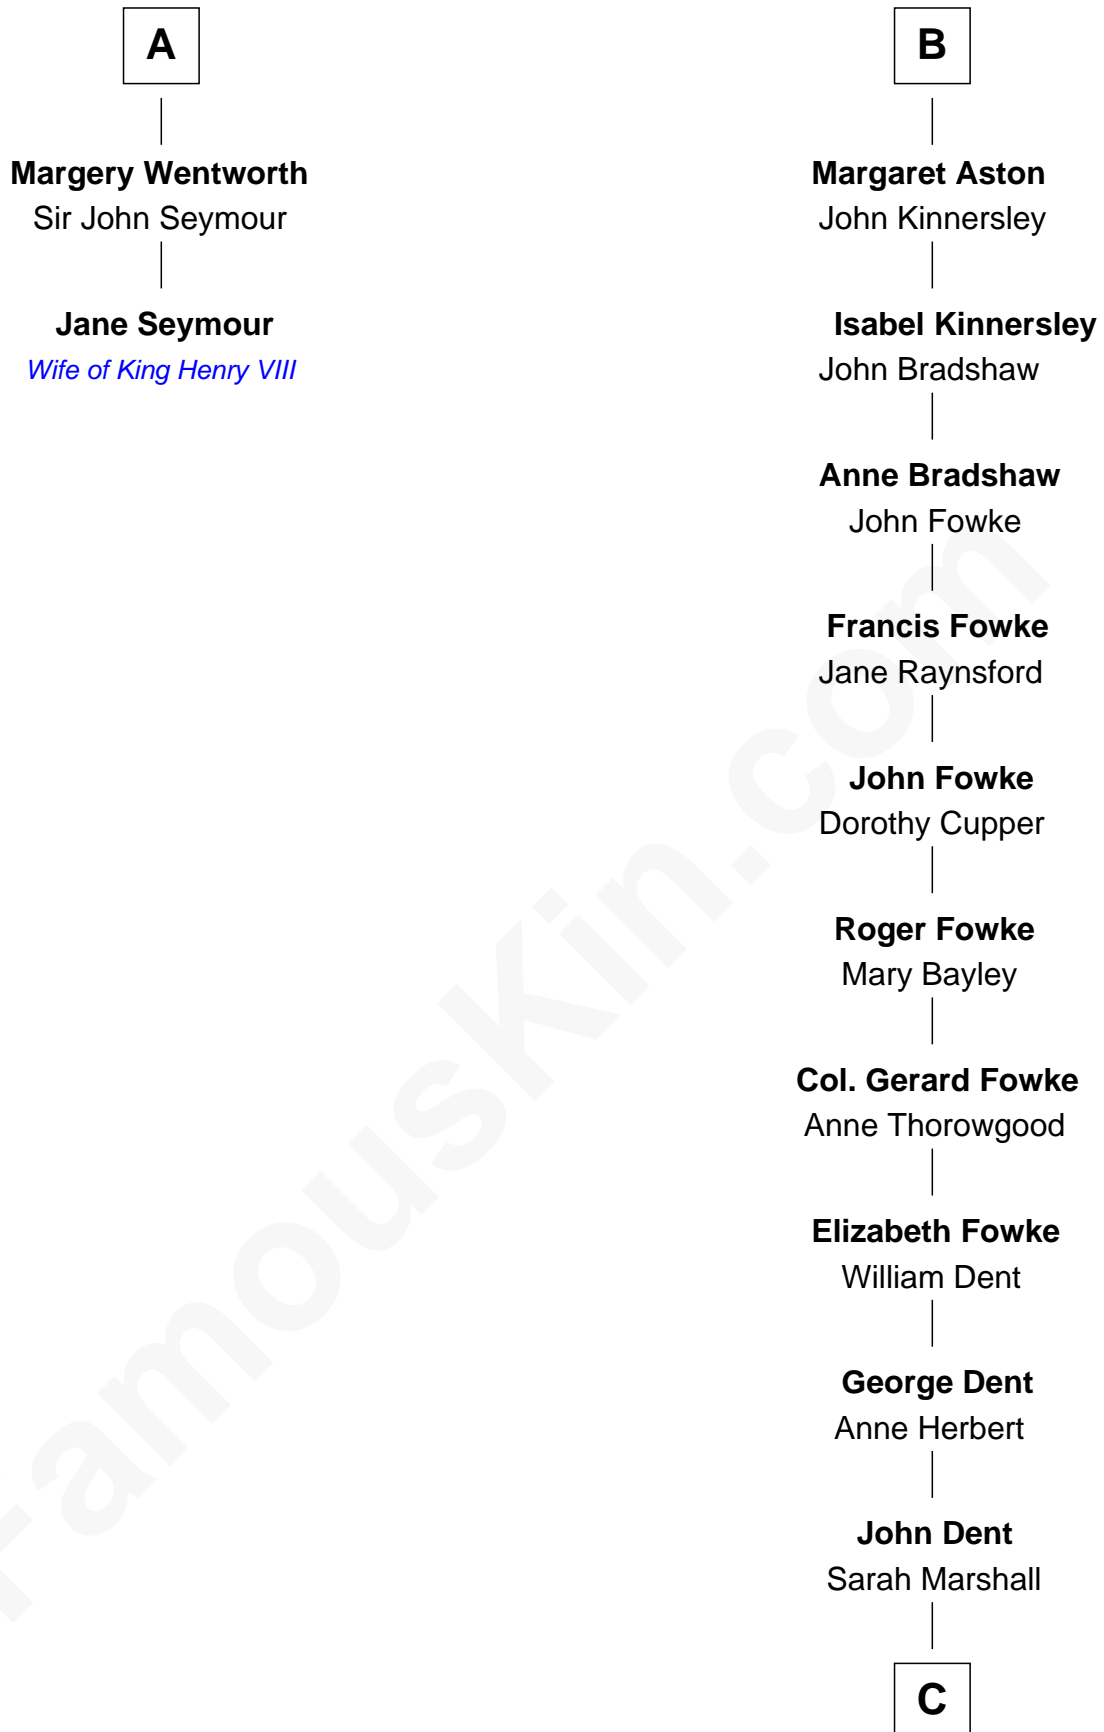 A
Margery Wentworth
Sir John Seymour
Jane Seymour
Wife of King Henry VIII
B
Margaret Aston
John Kinnersley
Isabel Kinnersley
John Bradshaw
Anne Bradshaw
John Fowke
Francis Fowke
Jane Raynsford
John Fowke
Dorothy Cupper
Roger Fowke
Mary Bayley
Col. Gerard Fowke
Anne Thorowgood
Elizabeth Fowke
William Dent
George Dent
Anne Herbert
John Dent
Sarah Marshall
C
FamousKin.com